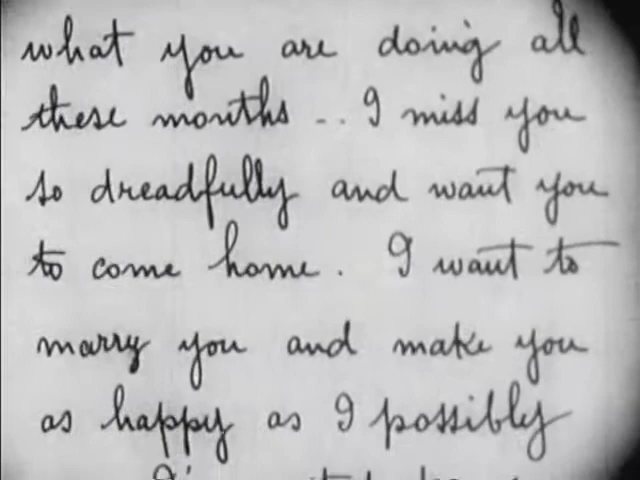 what you are doing all
these months .. I miss you
so dreadfully and want you
to come home. I want to
marry you and make you
as happy as I possibly